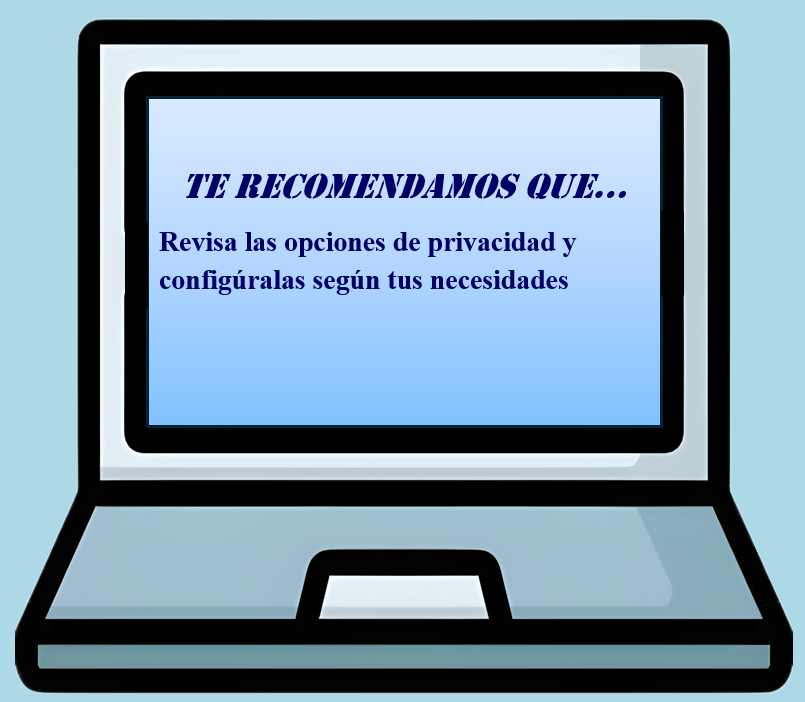 TE RECOMENDAMOS QUE...
Revisa las opciones de privacidad y
configúralas según tus necesidades